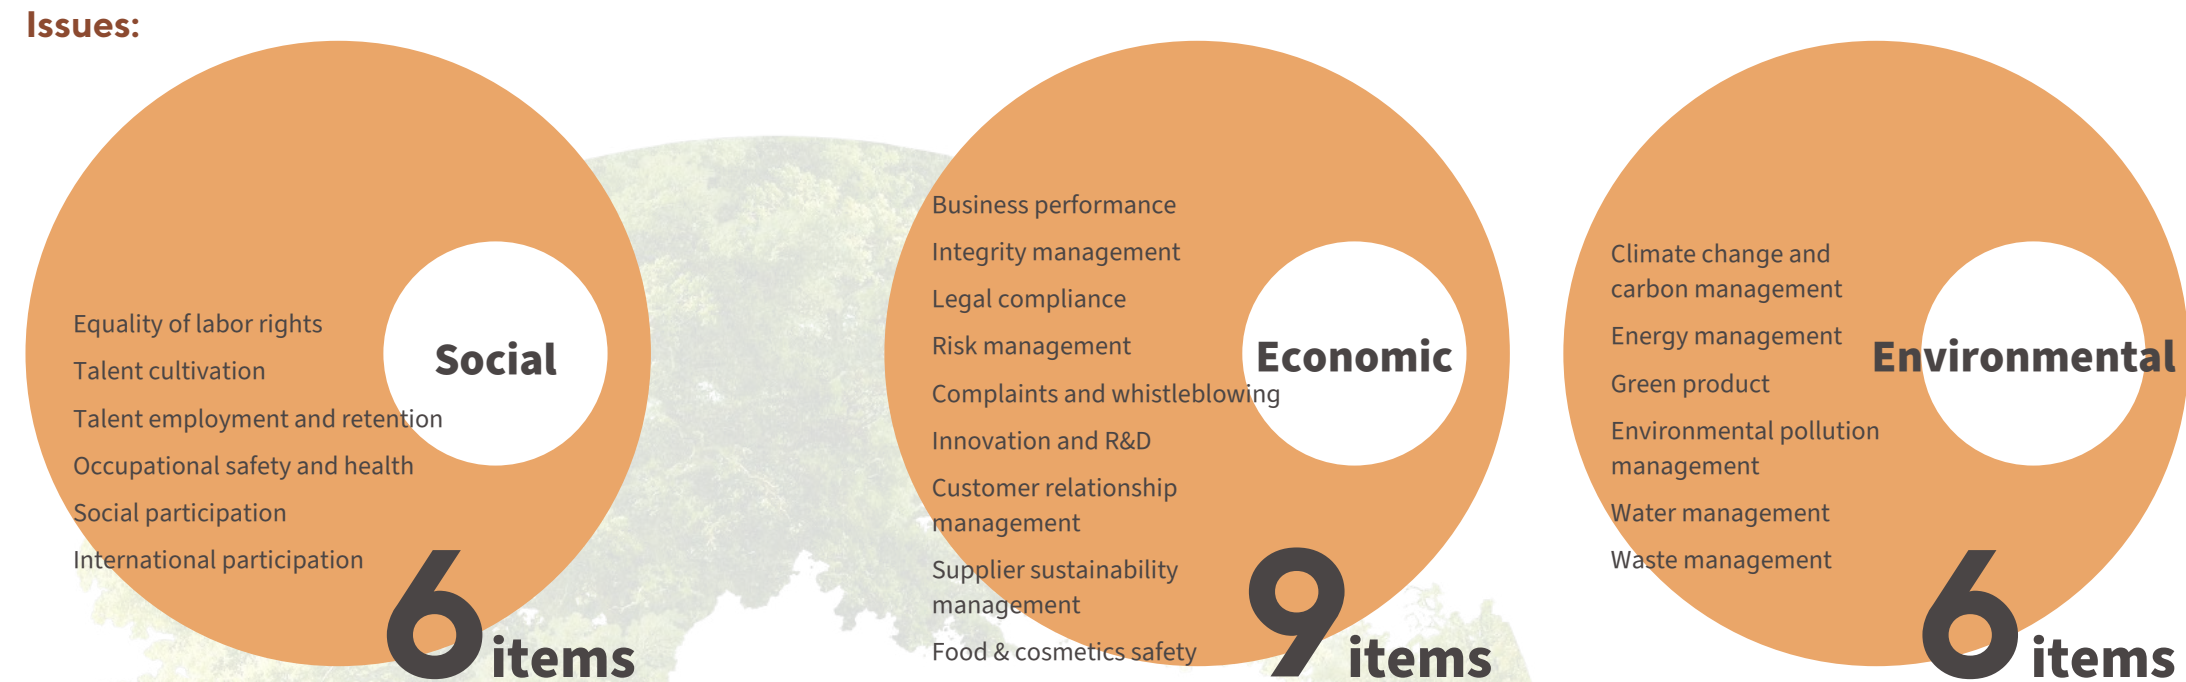 Issues:
Equality of labor rights
Talent cultivation
Talent employment and retention
Occupational safety and health
Social participation
International participation
Social
6 items
Business performance
Integrity management
Legal compliance
Risk management
Complaints and whistleblowing
Innovation and R&D
Customer relationship
management
Supplier sustainability
management
Food & cosmetics safety
Economic
9 items
Climate change and
carbon management
Energy management
Green product
Environmental pollution
management
Water management
Waste management
Environmental
6 items